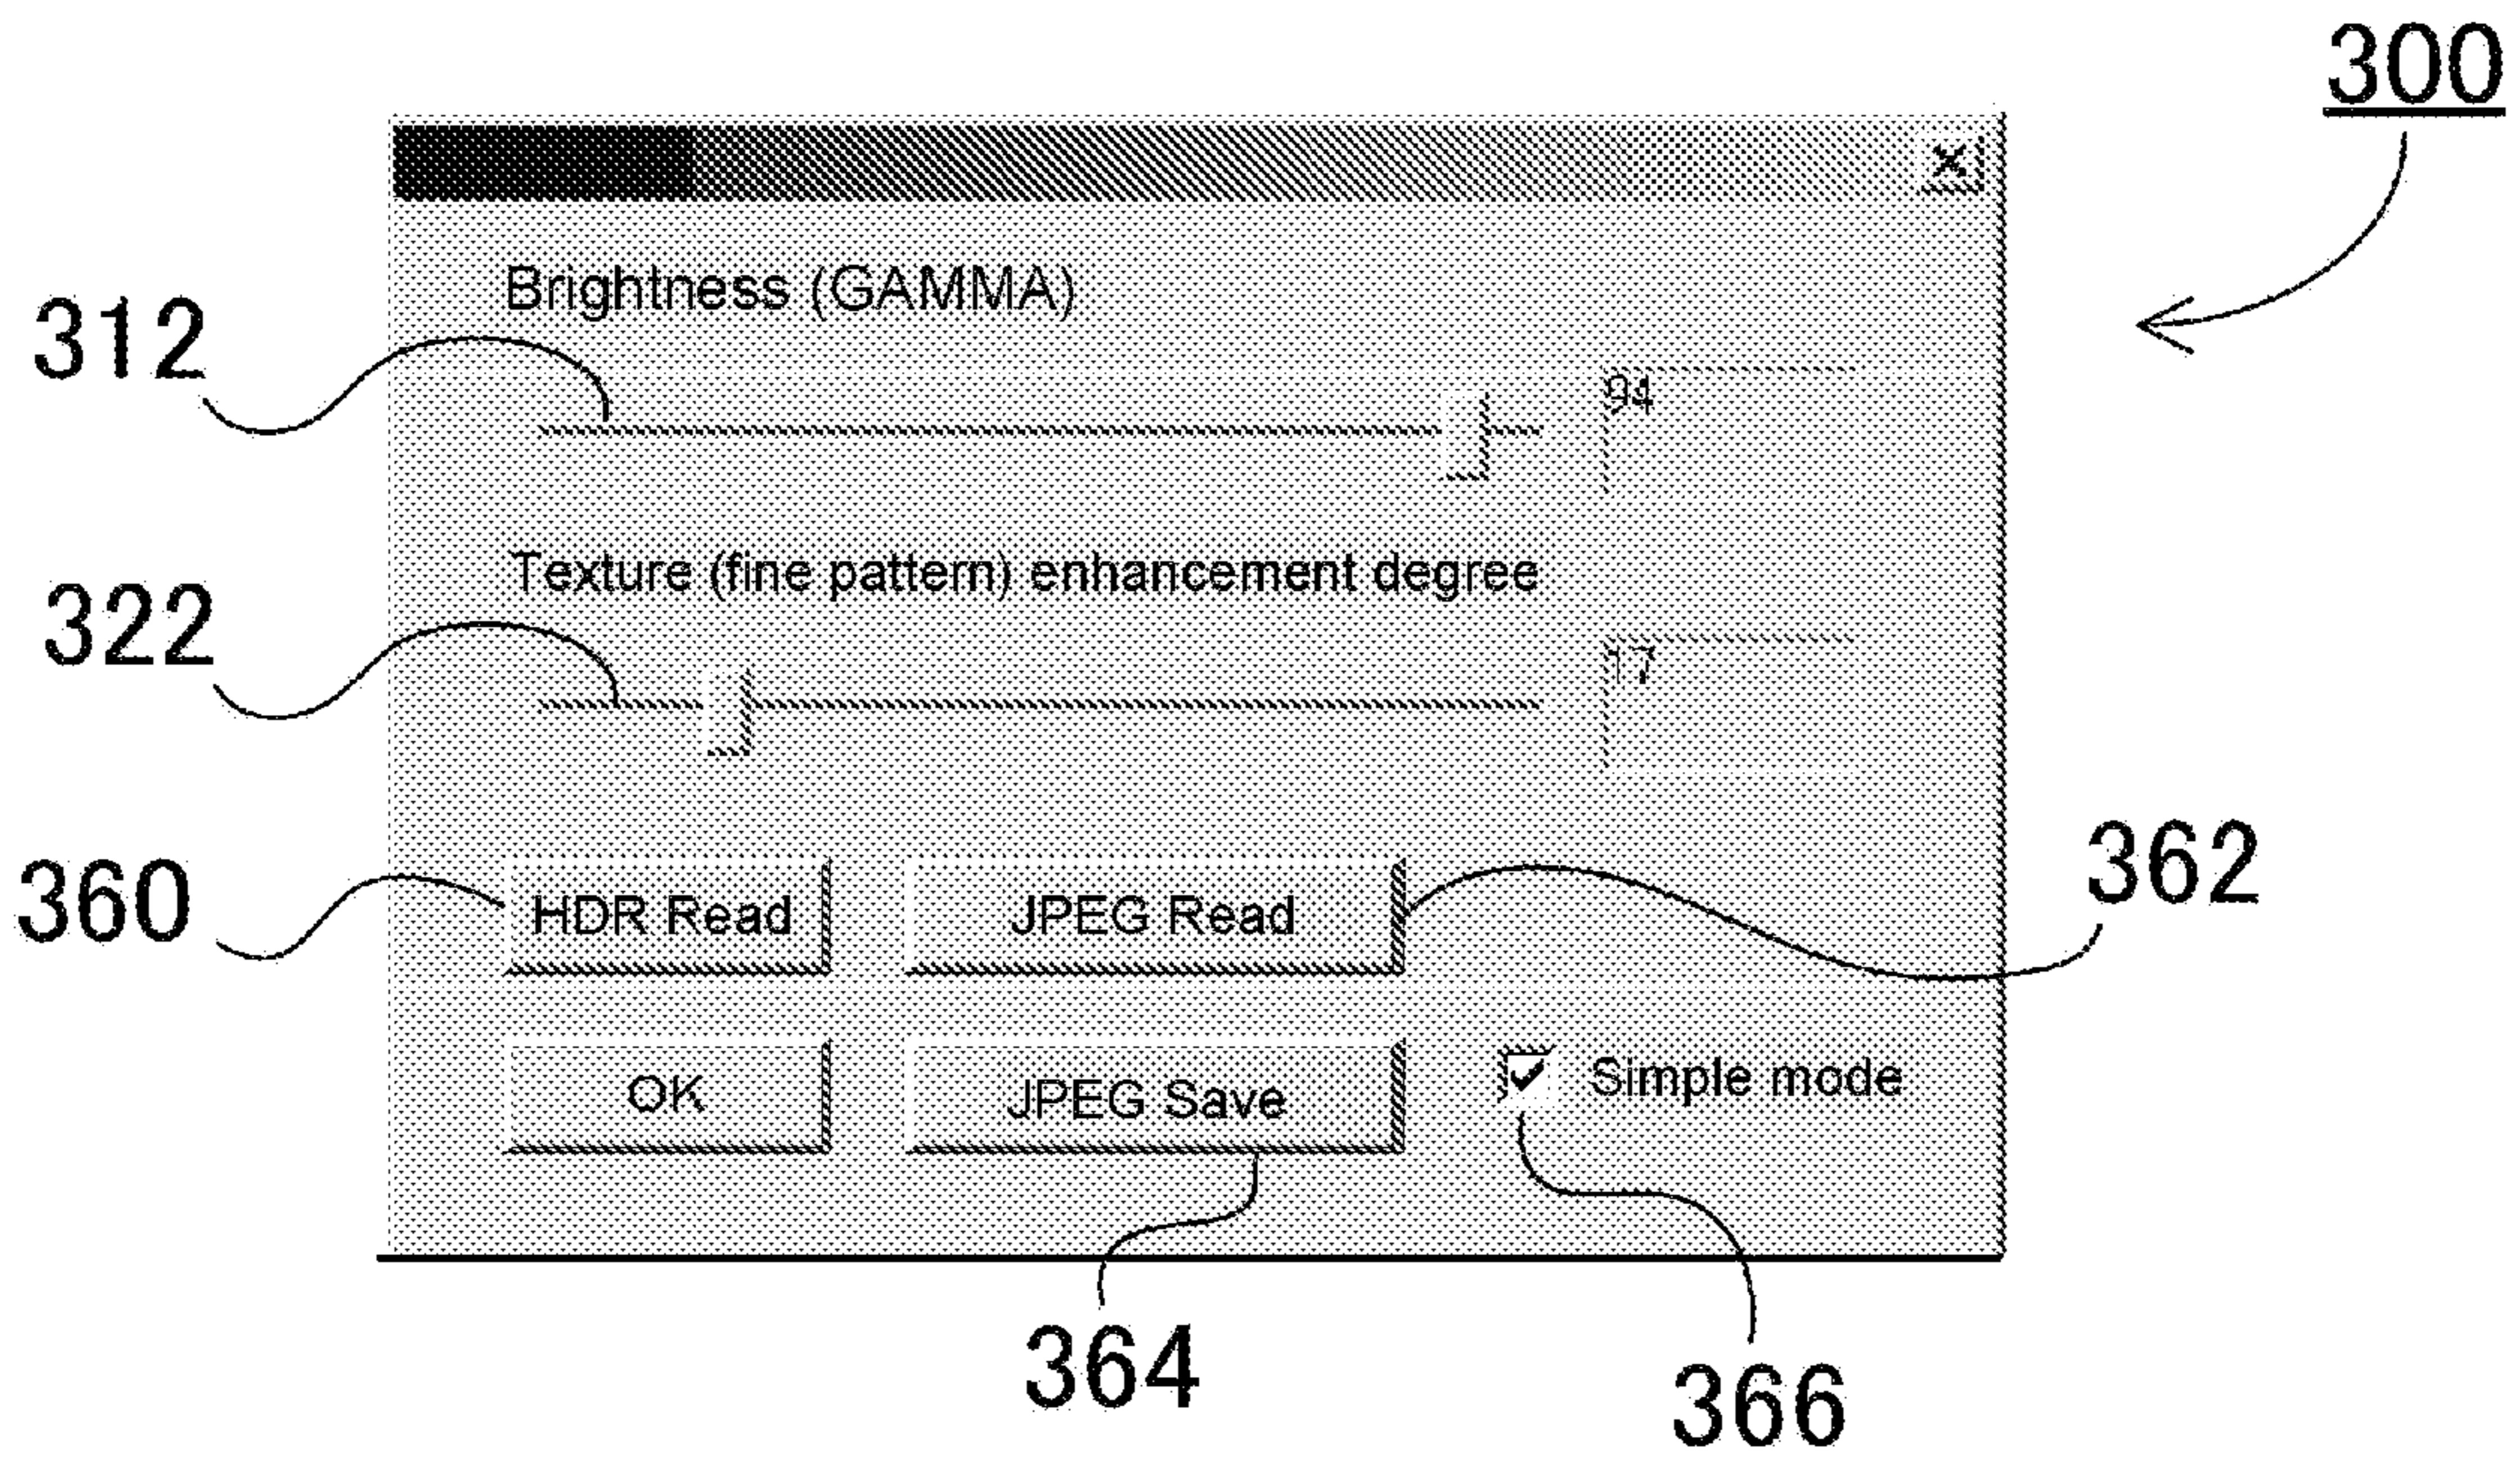 300
Brightness (GAMMA)
312
94
Texture (fine pattern) enhancement degree
322
17
360
HDR Read
JPEG Read
362
OK
JPEG Save
Simple mode
364
366